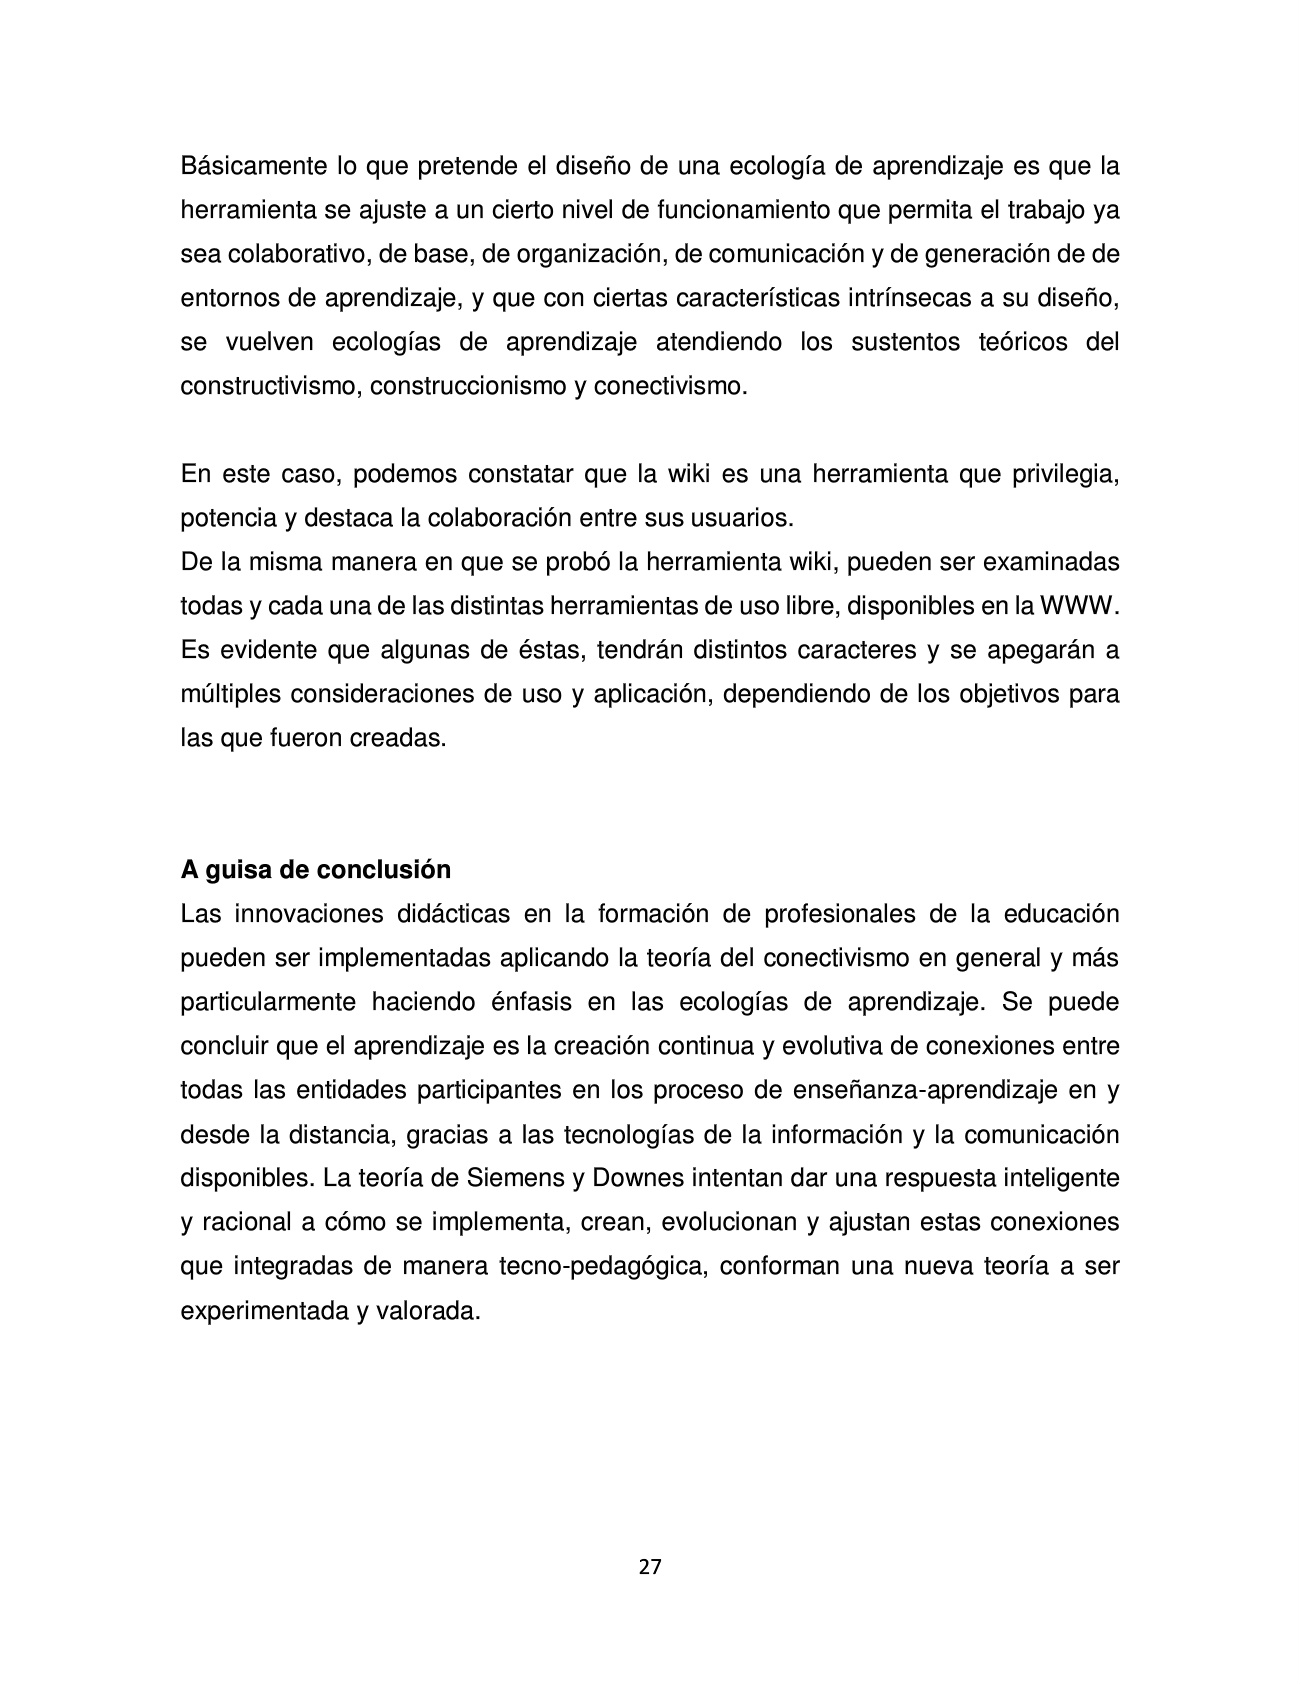 Básicamente lo que pretende el diseño de una ecología de aprendizaje es que la
herramienta se ajuste a un cierto nivel de funcionamiento que permita el trabajo ya
sea colaborativo, de base, de organización, de comunicación y de generación de de
entornos de aprendizaje, y que con ciertas características intrínsecas a su diseño,
se vuelven ecologías de aprendizaje atendiendo los sustentos teóricos del
constructivismo, construccionismo y conectivismo.
En este caso, podemos constatar que la wiki es una herramienta que privilegia,
potencia y destaca la colaboración entre sus usuarios.
De la misma manera en que se probó la herramienta wiki, pueden ser examinadas
todas y cada una de las distintas herramientas de uso libre, disponibles en la WWW.
Es evidente que algunas de éstas, tendrán distintos caracteres y se apegarán a
múltiples consideraciones de uso y aplicación, dependiendo de los objetivos para
las que fueron creadas.
A guisa de conclusión
Las innovaciones didácticas en la formación de profesionales de la educación
pueden ser implementadas aplicando la teoría del conectivismo en general y más
particularmente haciendo énfasis en las ecologías de aprendizaje. Se puede
concluir que el aprendizaje es la creación continua y evolutiva de conexiones entre
todas las entidades participantes en los proceso de enseñanza-aprendizaje en y
desde la distancia, gracias a las tecnologías de la información y la comunicación
disponibles. La teoría de Siemens y Downes intentan dar una respuesta inteligente
y racional a cómo se implementa, crean, evolucionan y ajustan estas conexiones
que integradas de manera tecno-pedagógica, conforman una nueva teoría a ser
experimentada y valorada.
27